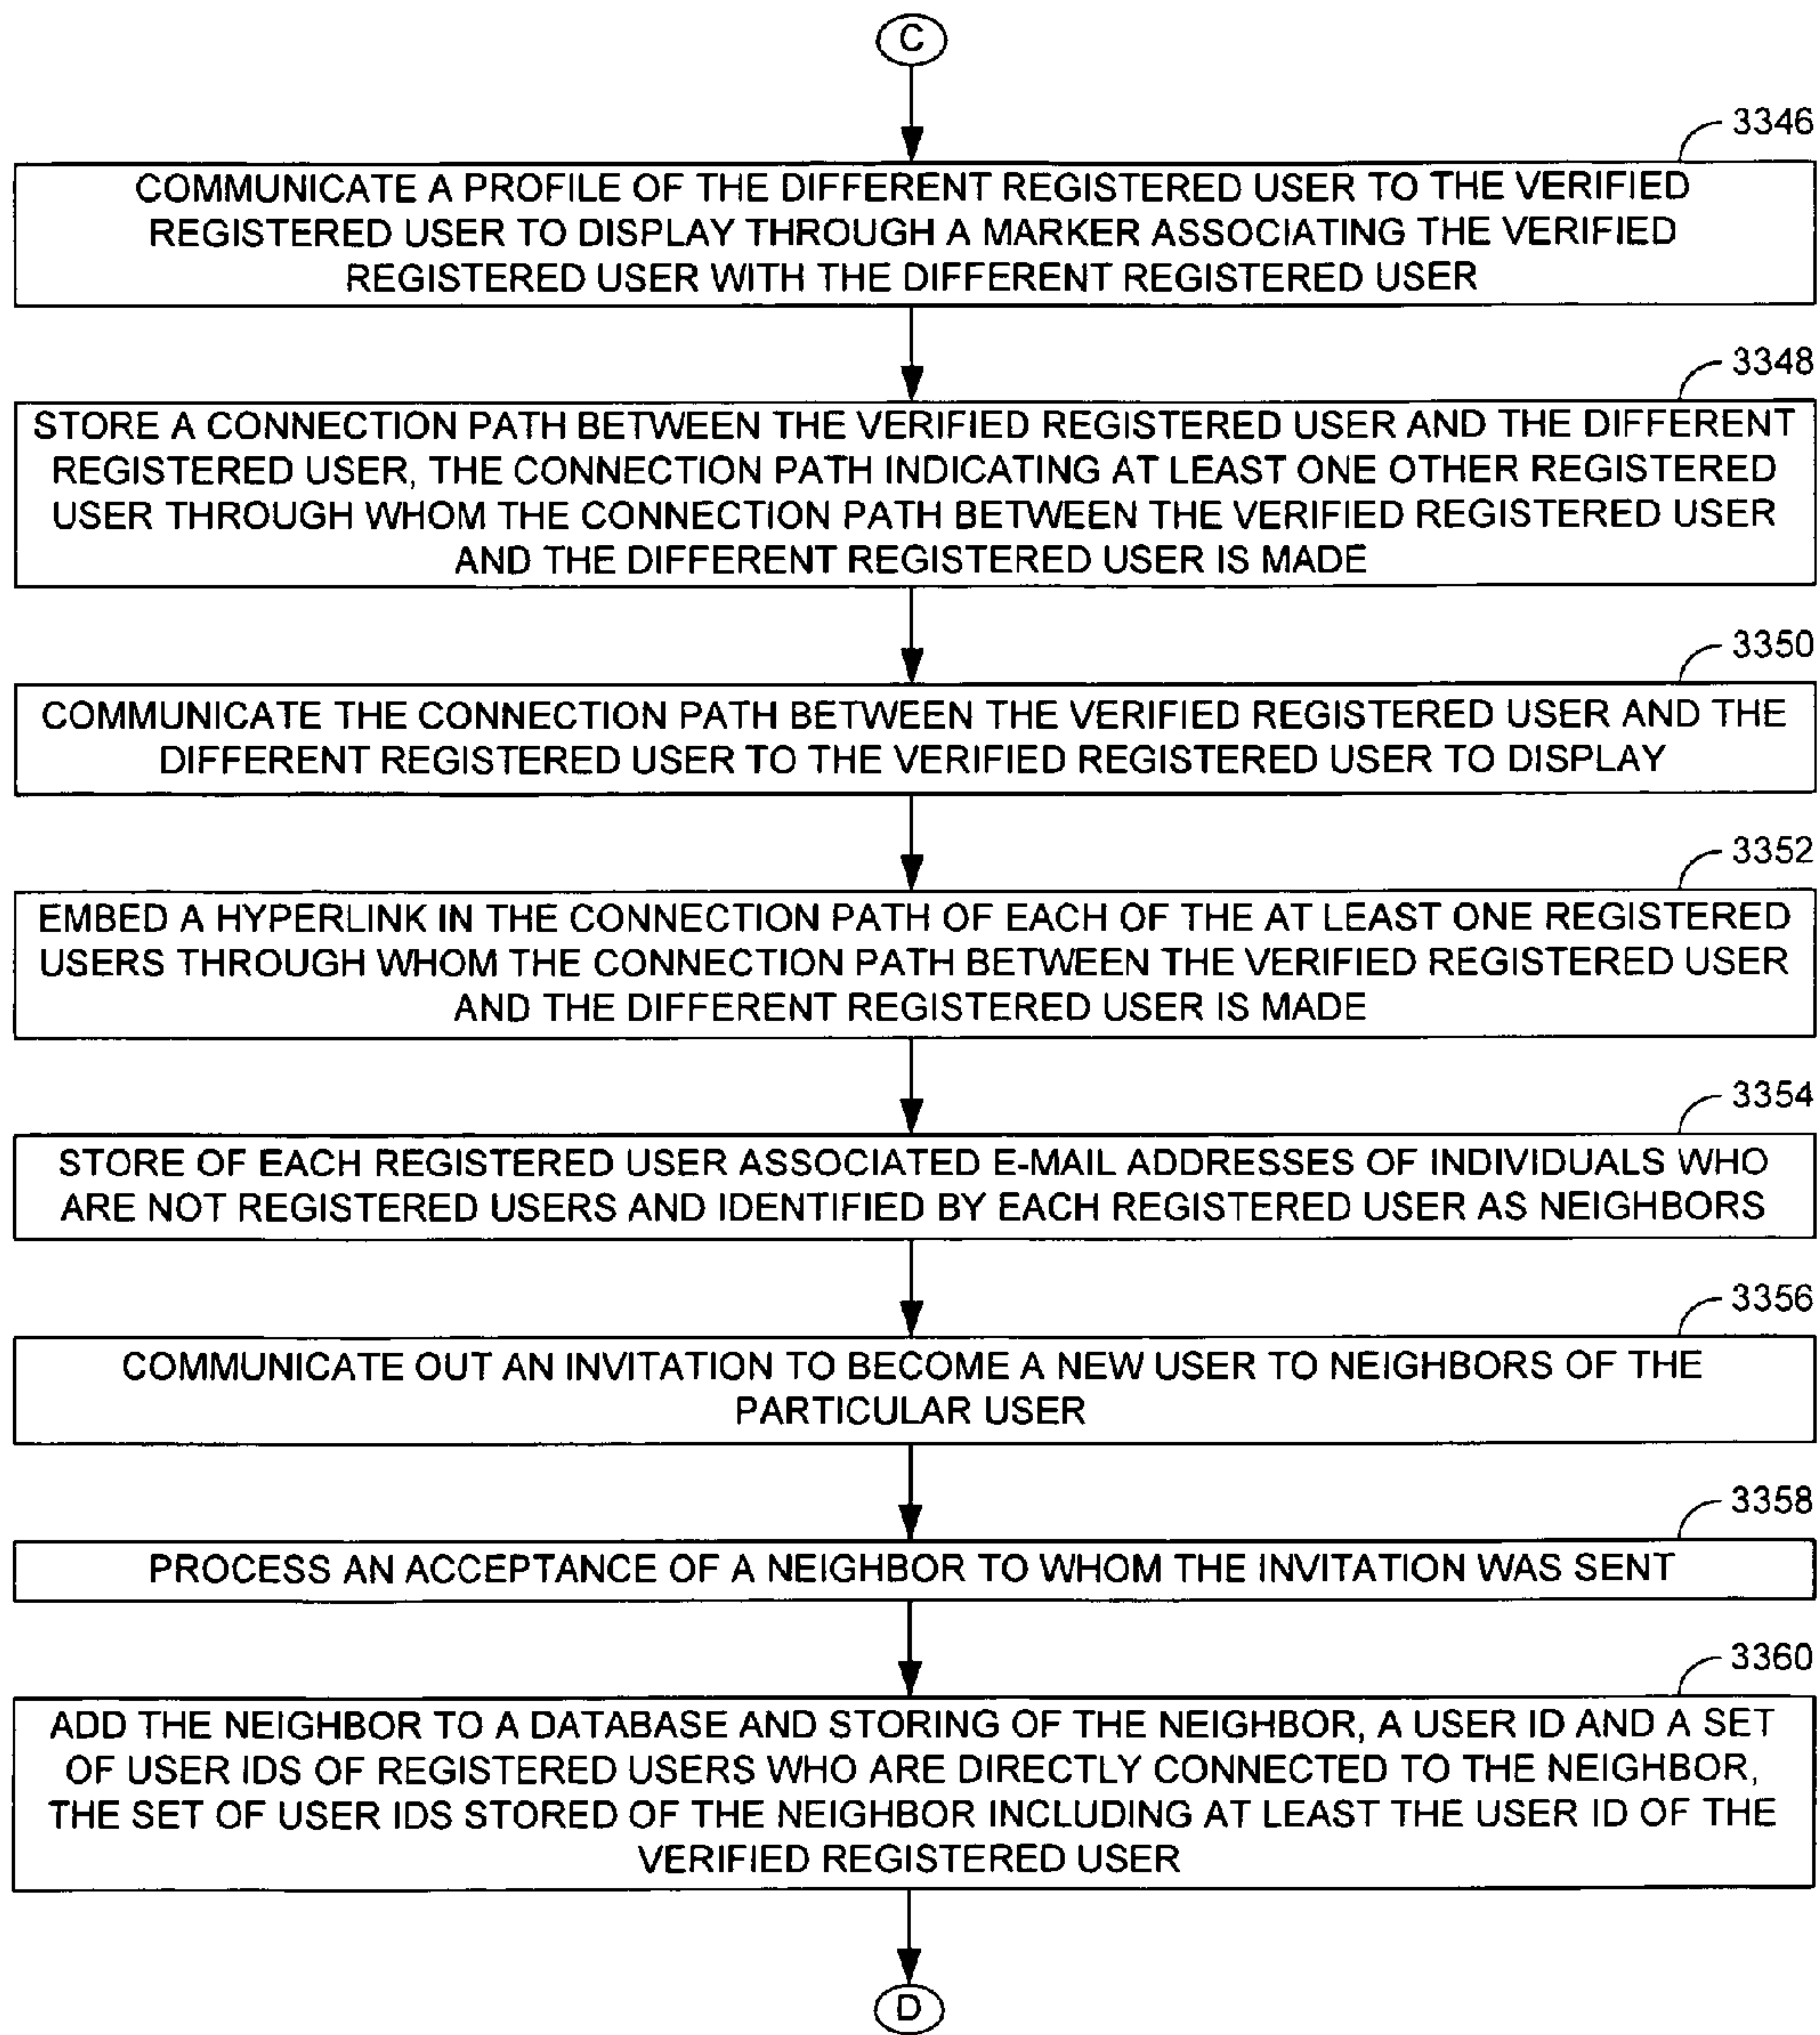 C
3346
COMMUNICATE A PROFILE OF THE DIFFERENT REGISTERED USER TO THE VERIFIED
REGISTERED USER TO DISPLAY THROUGH A MARKER ASSOCIATING THE VERIFIED
REGISTERED USER WITH THE DIFFERENT REGISTERED USER
3348
STORE A CONNECTION PATH BETWEEN THE VERIFIED REGISTERED USER AND THE DIFFERENT
REGISTERED USER, THE CONNECTION PATH INDICATING AT LEAST ONE OTHER REGISTERED
USER THROUGH WHOM THE CONNECTION PATH BETWEEN THE VERIFIED REGISTERED USER
AND THE DIFFERENT REGISTERED USER IS MADE
3350
COMMUNICATE THE CONNECTION PATH BETWEEN THE VERIFIED REGISTERED USER AND THE
DIFFERENT REGISTERED USER TO THE VERIFIED REGISTERED USER TO DISPLAY
3352
EMBED A HYPERLINK IN THE CONNECTION PATH OF EACH OF THE AT LEAST ONE REGISTERED
USERS THROUGH WHOM THE CONNECTION PATH BETWEEN THE VERIFIED REGISTERED USER
AND THE DIFFERENT REGISTERED USER IS MADE
3354
STORE OF EACH REGISTERED USER ASSOCIATED E-MAIL ADDRESSES OF INDIVIDUALS WHO
ARE NOT REGISTERED USERS AND IDENTIFIED BY EACH REGISTERED USER AS NEIGHBORS
3356
COMMUNICATE OUT AN INVITATION TO BECOME A NEW USER TO NEIGHBORS OF THE
PARTICULAR USER
3358
PROCESS AN ACCEPTANCE OF A NEIGHBOR TO WHOM THE INVITATION WAS SENT
3360
ADD THE NEIGHBOR TO A DATABASE AND STORING OF THE NEIGHBOR, A USER ID AND A SET
OF USER IDS OF REGISTERED USERS WHO ARE DIRECTLY CONNECTED TO THE NEIGHBOR,
THE SET OF USER IDS STORED OF THE NEIGHBOR INCLUDING AT LEAST THE USER ID OF THE
VERIFIED REGISTERED USER
D